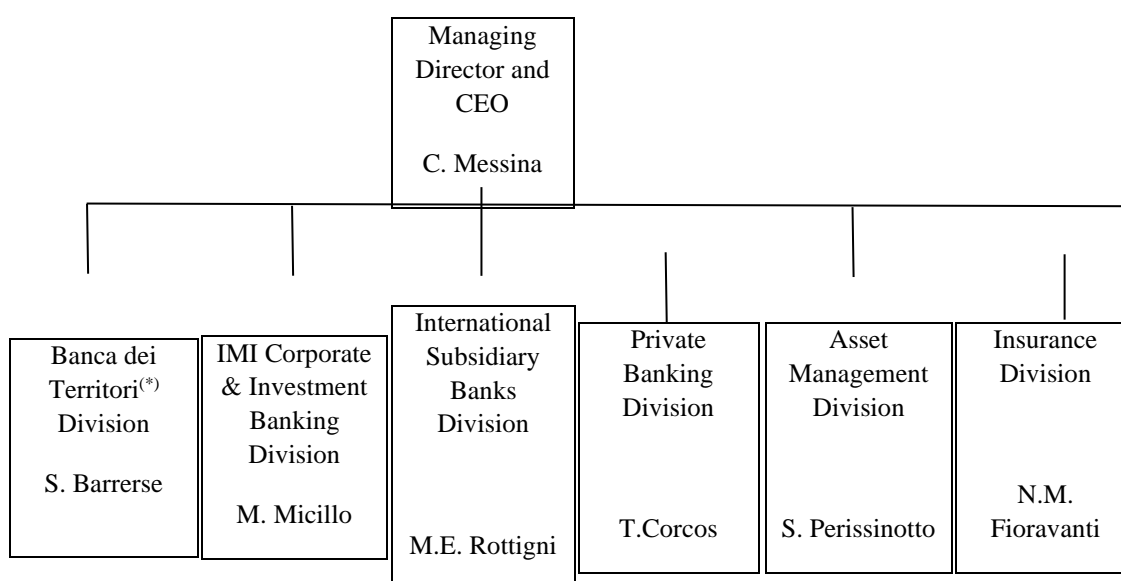 Managing
Director and
CEO
C. Messina
Banca dei
Territori(*)
Division
S. Barrerse
IMI Corporate
& Investment
Banking
Division
M. Micillo
International
Subsidiary
Banks
Division
M.E. Rottigni
Private
Banking
Division
T.Corcos
Asset
Management
Division
S. Perissinotto
Insurance
Division
N.M.
Fioravanti